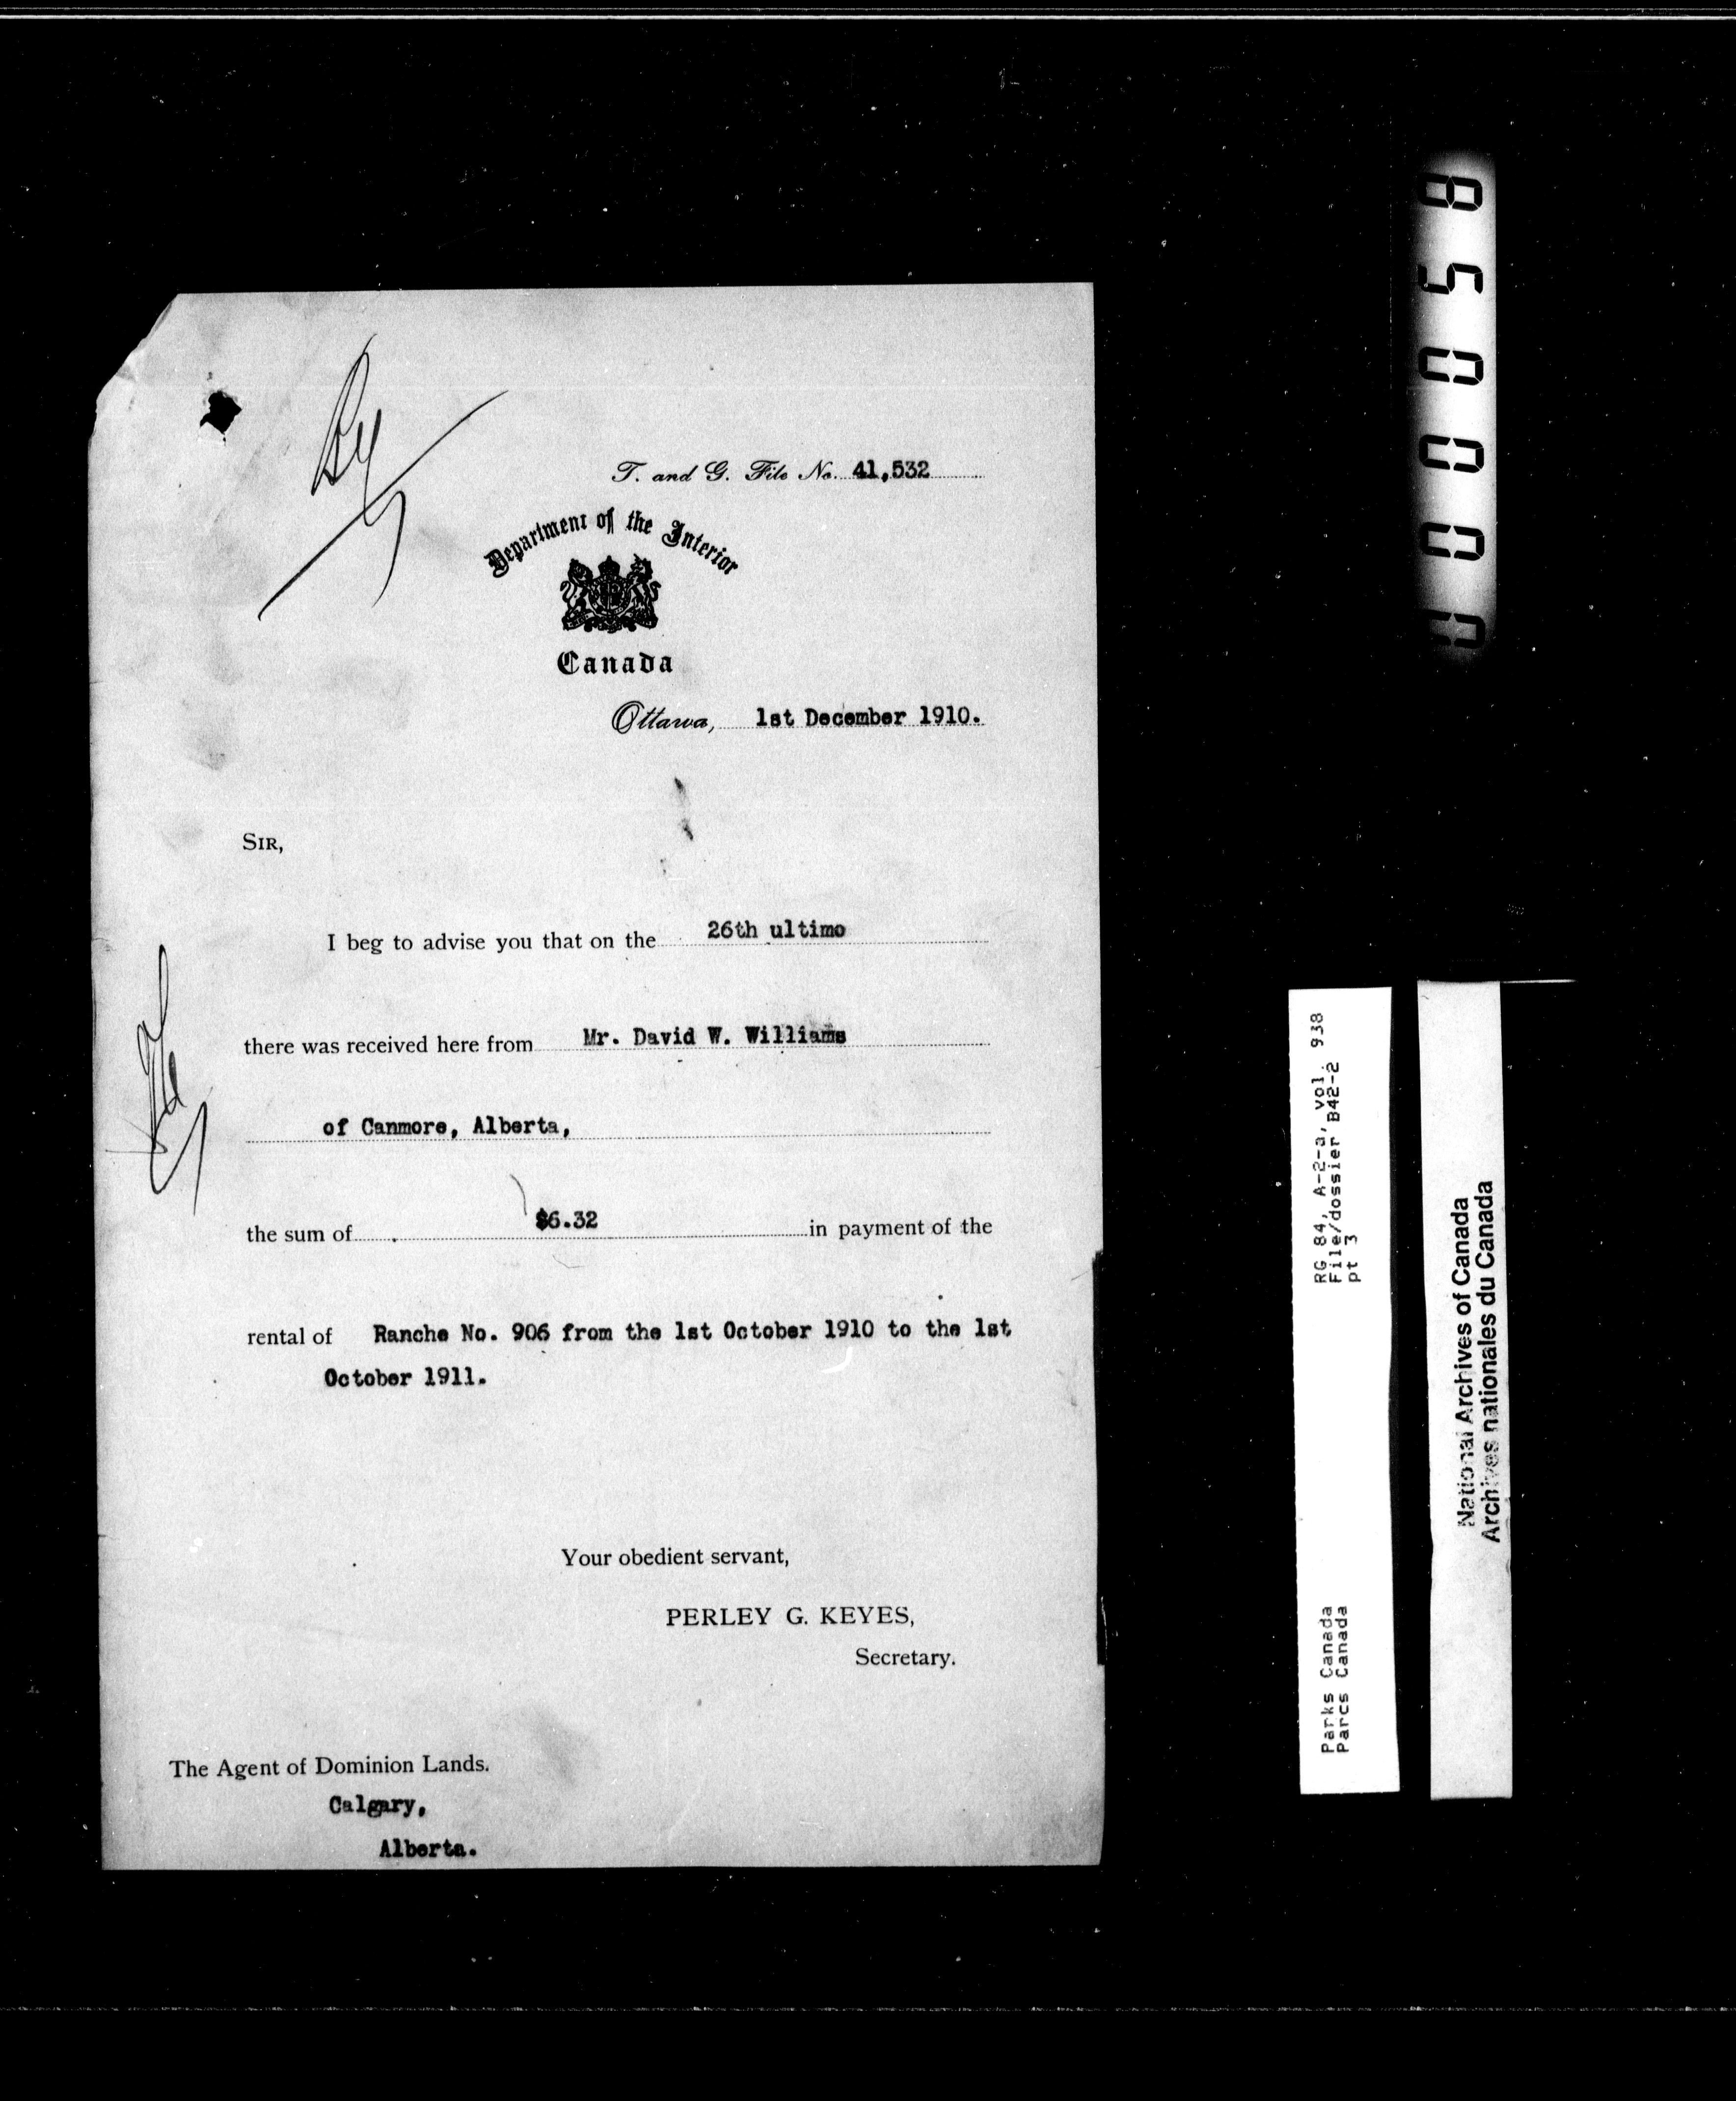 T. and G. File No. 41,532
Department of the Interior
Canada
Ottawa, 1st December 1910.
SIR,
I beg to advise you that on the 26th ultimo
there was received here from Mr. David W. Williams
of Canmore, Alberta,
the sum of $6.32 in payment of the
rental of Ranche No. 906 from the 1st October 1910 to the 1st
October 1911.
Your obedient servant,
PERLEY G. KEYES,
Secretary.
The Agent of Dominion Lands.
Calgary,
Alberta.
000058
RG 84, A-2-a, vol. 938
File/dossier B42-2
pt 3
Parks Canada
Parcs Canada
National Archives of Canada
Archives nationales du Canada